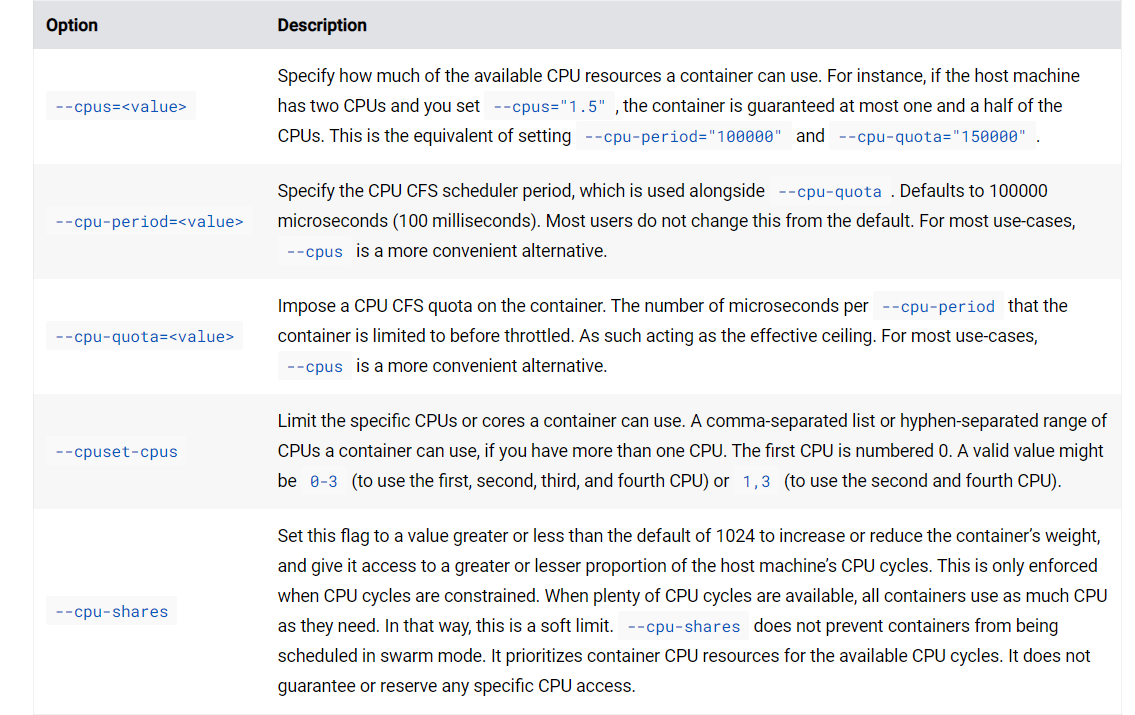 Option Description
Specify how much of the available CPU resources a container can use. For instance, if the host machine
--cpus=<value> has two CPUs and you set --cpus="1.5" , the container is guaranteed at most one and a half of the
CPUs. This is the equivalent of setting --cpu-period="100000" and --cpu-quota="150000" .
Specify the CPU CFS scheduler period, which is used alongside --cpu-quota . Defaults to 100000
--cpu-period=<value> microseconds (100 milliseconds). Most users do not change this from the default. For most use-cases,
--cpus is a more convenient alternative.
Impose a CPU CFS quota on the container. The number of microseconds per --cpu-period that the
--cpu-quota=<value> container is limited to before throttled. As such acting as the effective ceiling. For most use-cases,
--cpus is a more convenient alternative.
Limit the specific CPUs or cores a container can use. A comma-separated list or hyphen-separated range of
--cpuset-cpus CPUs a container can use, if you have more than one CPU. The first CPU is numbered 0. A valid value might
be 0-3 (to use the first, second, third, and fourth CPU) or 1,3 (to use the second and fourth CPU).
Set this flag to a value greater or less than the default of 1024 to increase or reduce the container’s weight,
and give it access to a greater or lesser proportion of the host machine’s CPU cycles. This is only enforced
when CPU cycles are constrained. When plenty of CPU cycles are available, all containers use as much CPU
--cpu-shares as they need. In that way, this is a soft limit. --cpu-shares does not prevent containers from being
scheduled in swarm mode. It prioritizes container CPU resources for the available CPU cycles. It does not
guarantee or reserve any specific CPU access.